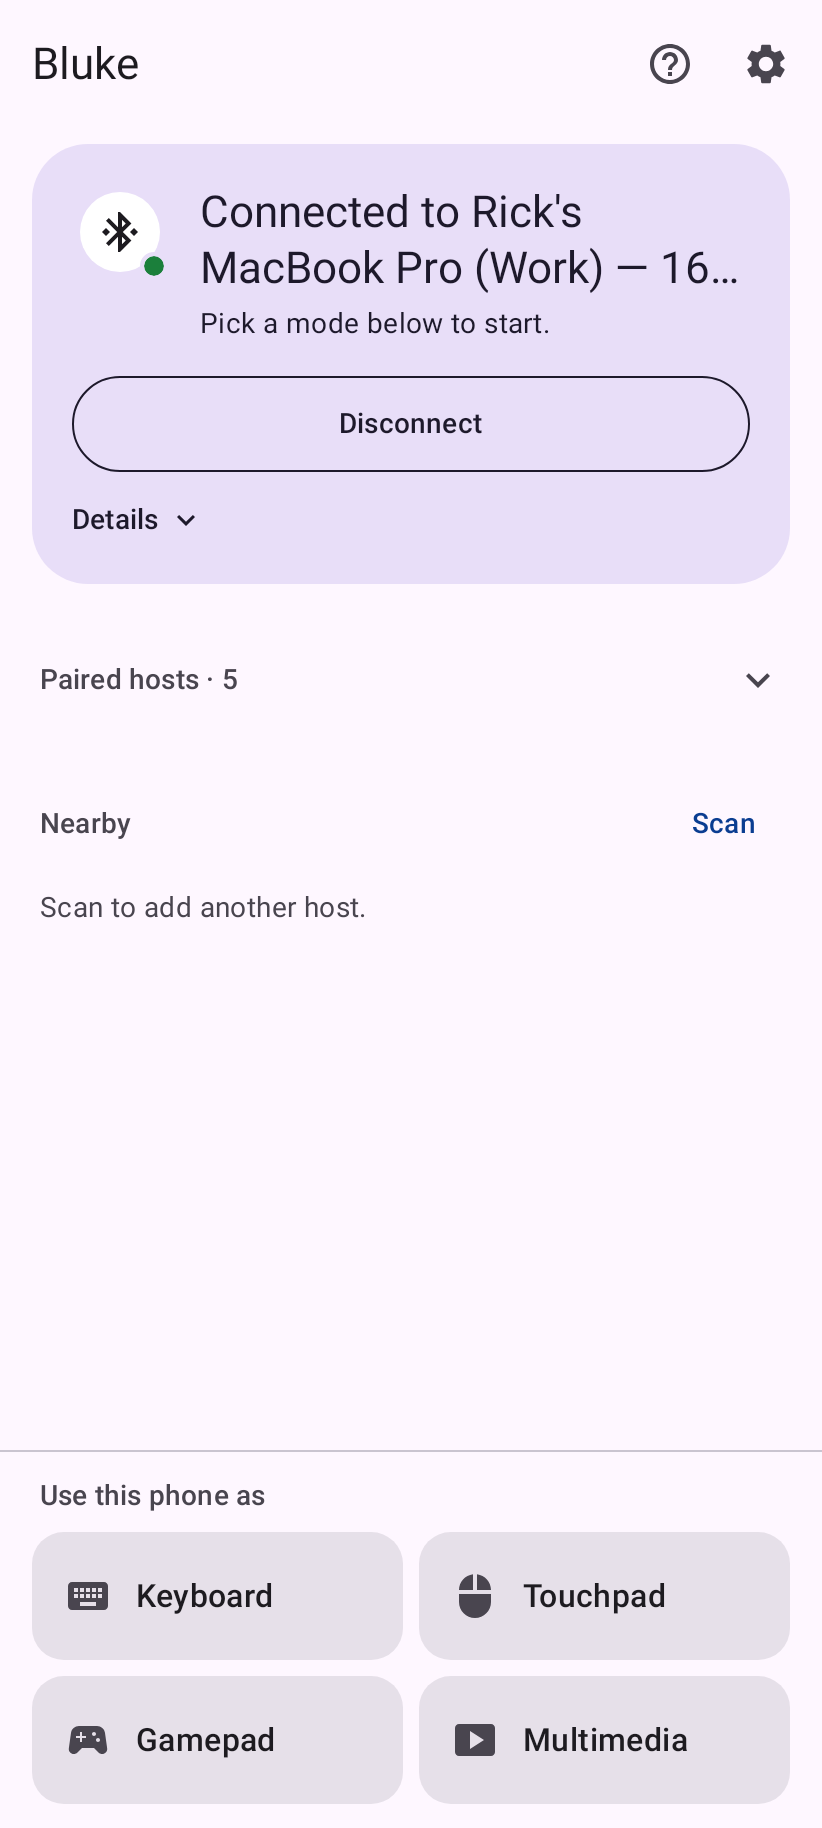 Bluke
Connected to Rick's
MacBook Pro (Work) — 16…
Pick a mode below to start.
Disconnect
Details
Paired hosts · 5
Nearby
Scan
Scan to add another host.
Use this phone as
Keyboard
Touchpad
Gamepad
Multimedia